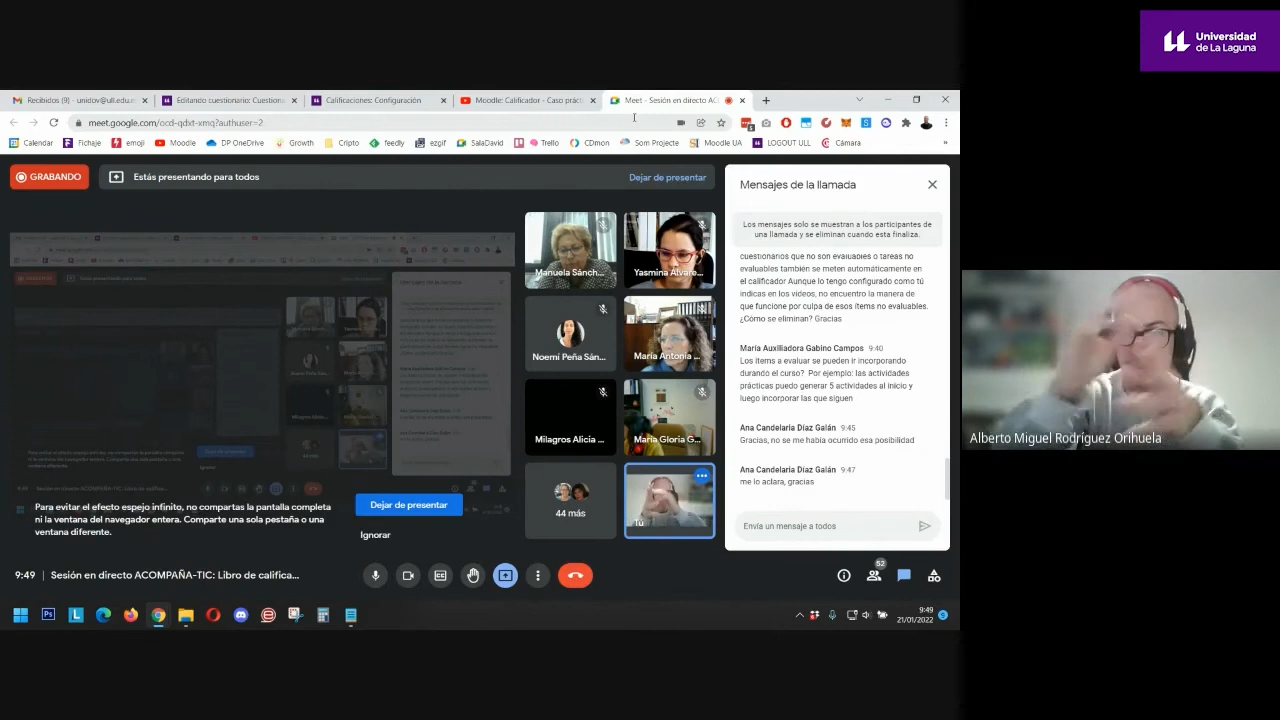 Universidad
de La Laguna
Recibidos (9) - unidov@ull.edu.e
Editando cuestionario: Cuestiona
Calificaciones: Configuración
Moodle: Calificador - Caso práctic
Meet - Sesión en directo AC
meet.google.com/ocd-qdxt-xmq?authuser=2
Calendar
Fichaje
emoji
Moodle
DP OneDrive
Growth
Cripto
feedly
ezgif
SalaDavid
Trello
CDmon
Som Projecte
Moodle UA
LOGOUT ULL
Cámara
GRABANDO
Estás presentando para todos
Dejar de presentar
Manuela Sánch...
Yasmina Álvare...
Noemí Peña Sán...
María Antonia ...
Milagros Alicia ...
María Gloria G...
44 más
Tú
Para evitar el efecto espejo infinito, no compartas la pantalla completa
ni la ventana del navegador entera. Comparte una sola pestaña o una
ventana diferente.
Dejar de presentar
Ignorar
Mensajes de la llamada
Los mensajes solo se muestran a los participantes de
una llamada y se eliminan cuando esta finaliza.
cuestionarios que no son evaluables o tareas no
evaluables también se meten automáticamente en
el calificador Aunque lo tengo configurado como tú
indicas en los vídeos, no encuentro la manera de
que funcione por culpa de esos ítems no evaluables.
¿Cómo se eliminan? Gracias
María Auxiliadora Gabino Campos 9:40
Los items a evaluar se pueden ir incorporando
durando el curso? Por ejemplo: las actividades
prácticas puedo generar 5 actividades al inicio y
luego incorporar las que siguen
Ana Candelaria Díaz Galán 9:45
Gracias, no se me había ocurrido esa posibilidad
Ana Candelaria Díaz Galán 9:47
me lo aclara, gracias
Envía un mensaje a todos
9:49 | Sesión en directo ACOMPAÑA-TIC: Libro de califica...
52
9:49
21/01/2022
Alberto Miguel Rodríguez Orihuela